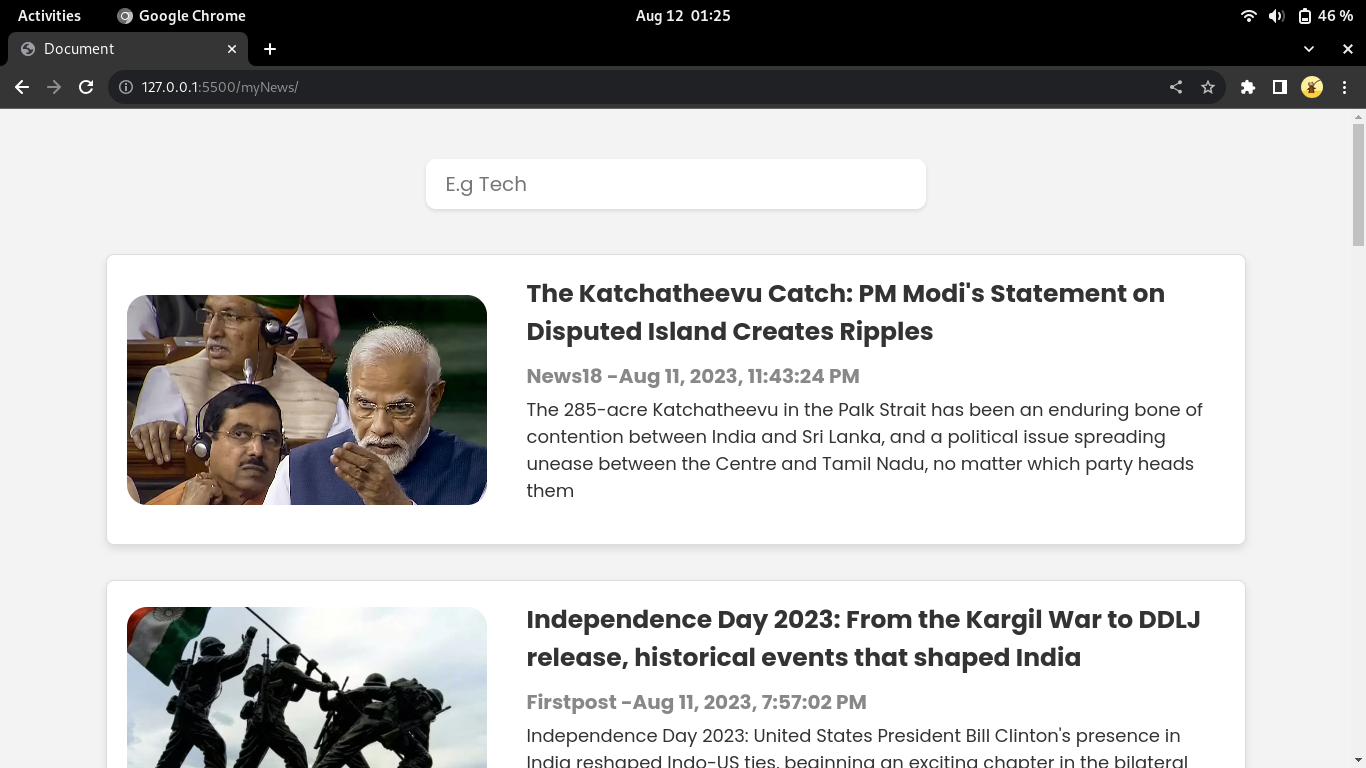 Activities
Google Chrome
Aug 12 01:25
46 %
Document
127.0.0.1:5500/myNews/
E.g Tech
The Katchatheevu Catch: PM Modi's Statement on
Disputed Island Creates Ripples
News18 -Aug 11, 2023, 11:43:24 PM
The 285-acre Katchatheevu in the Palk Strait has been an enduring bone of
contention between India and Sri Lanka, and a political issue spreading
unease between the Centre and Tamil Nadu, no matter which party heads
them
Independence Day 2023: From the Kargil War to DDLJ
release, historical events that shaped India
Firstpost -Aug 11, 2023, 7:57:02 PM
Independence Day 2023: United States President Bill Clinton's presence in
India reshaped Indo-US ties, beginning an exciting chapter in the bilateral